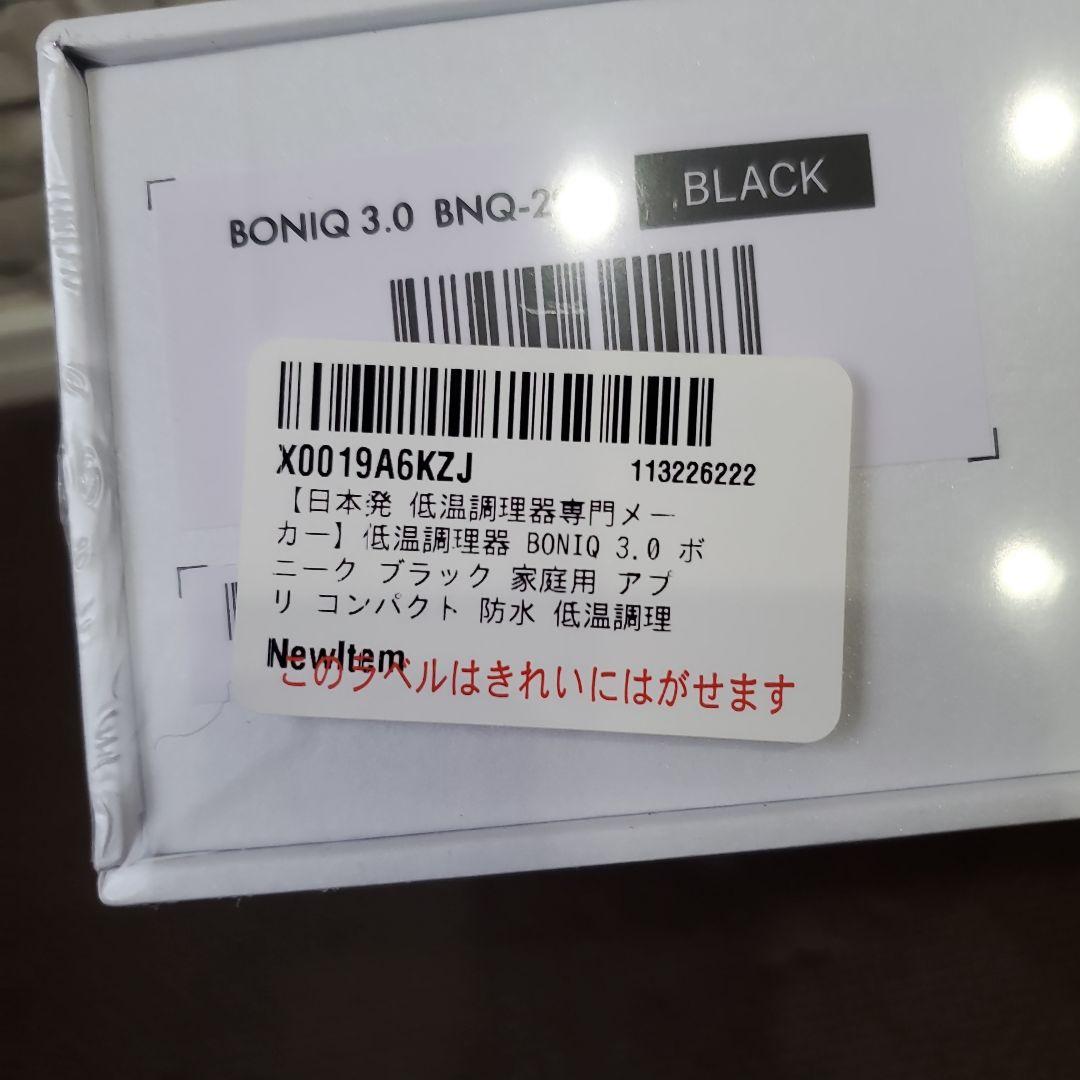 BONIQ 3.0
BLACK
X0019A6KZJ
113226222
【日本発 低温調理器専門メー
カー】低温調理器 BONIQ 3.0 ボ
ニーク ブラック 家庭用 アプ
リ コンパクト 防水 低温調理
NewItem
このラベルはきれいにはがせます